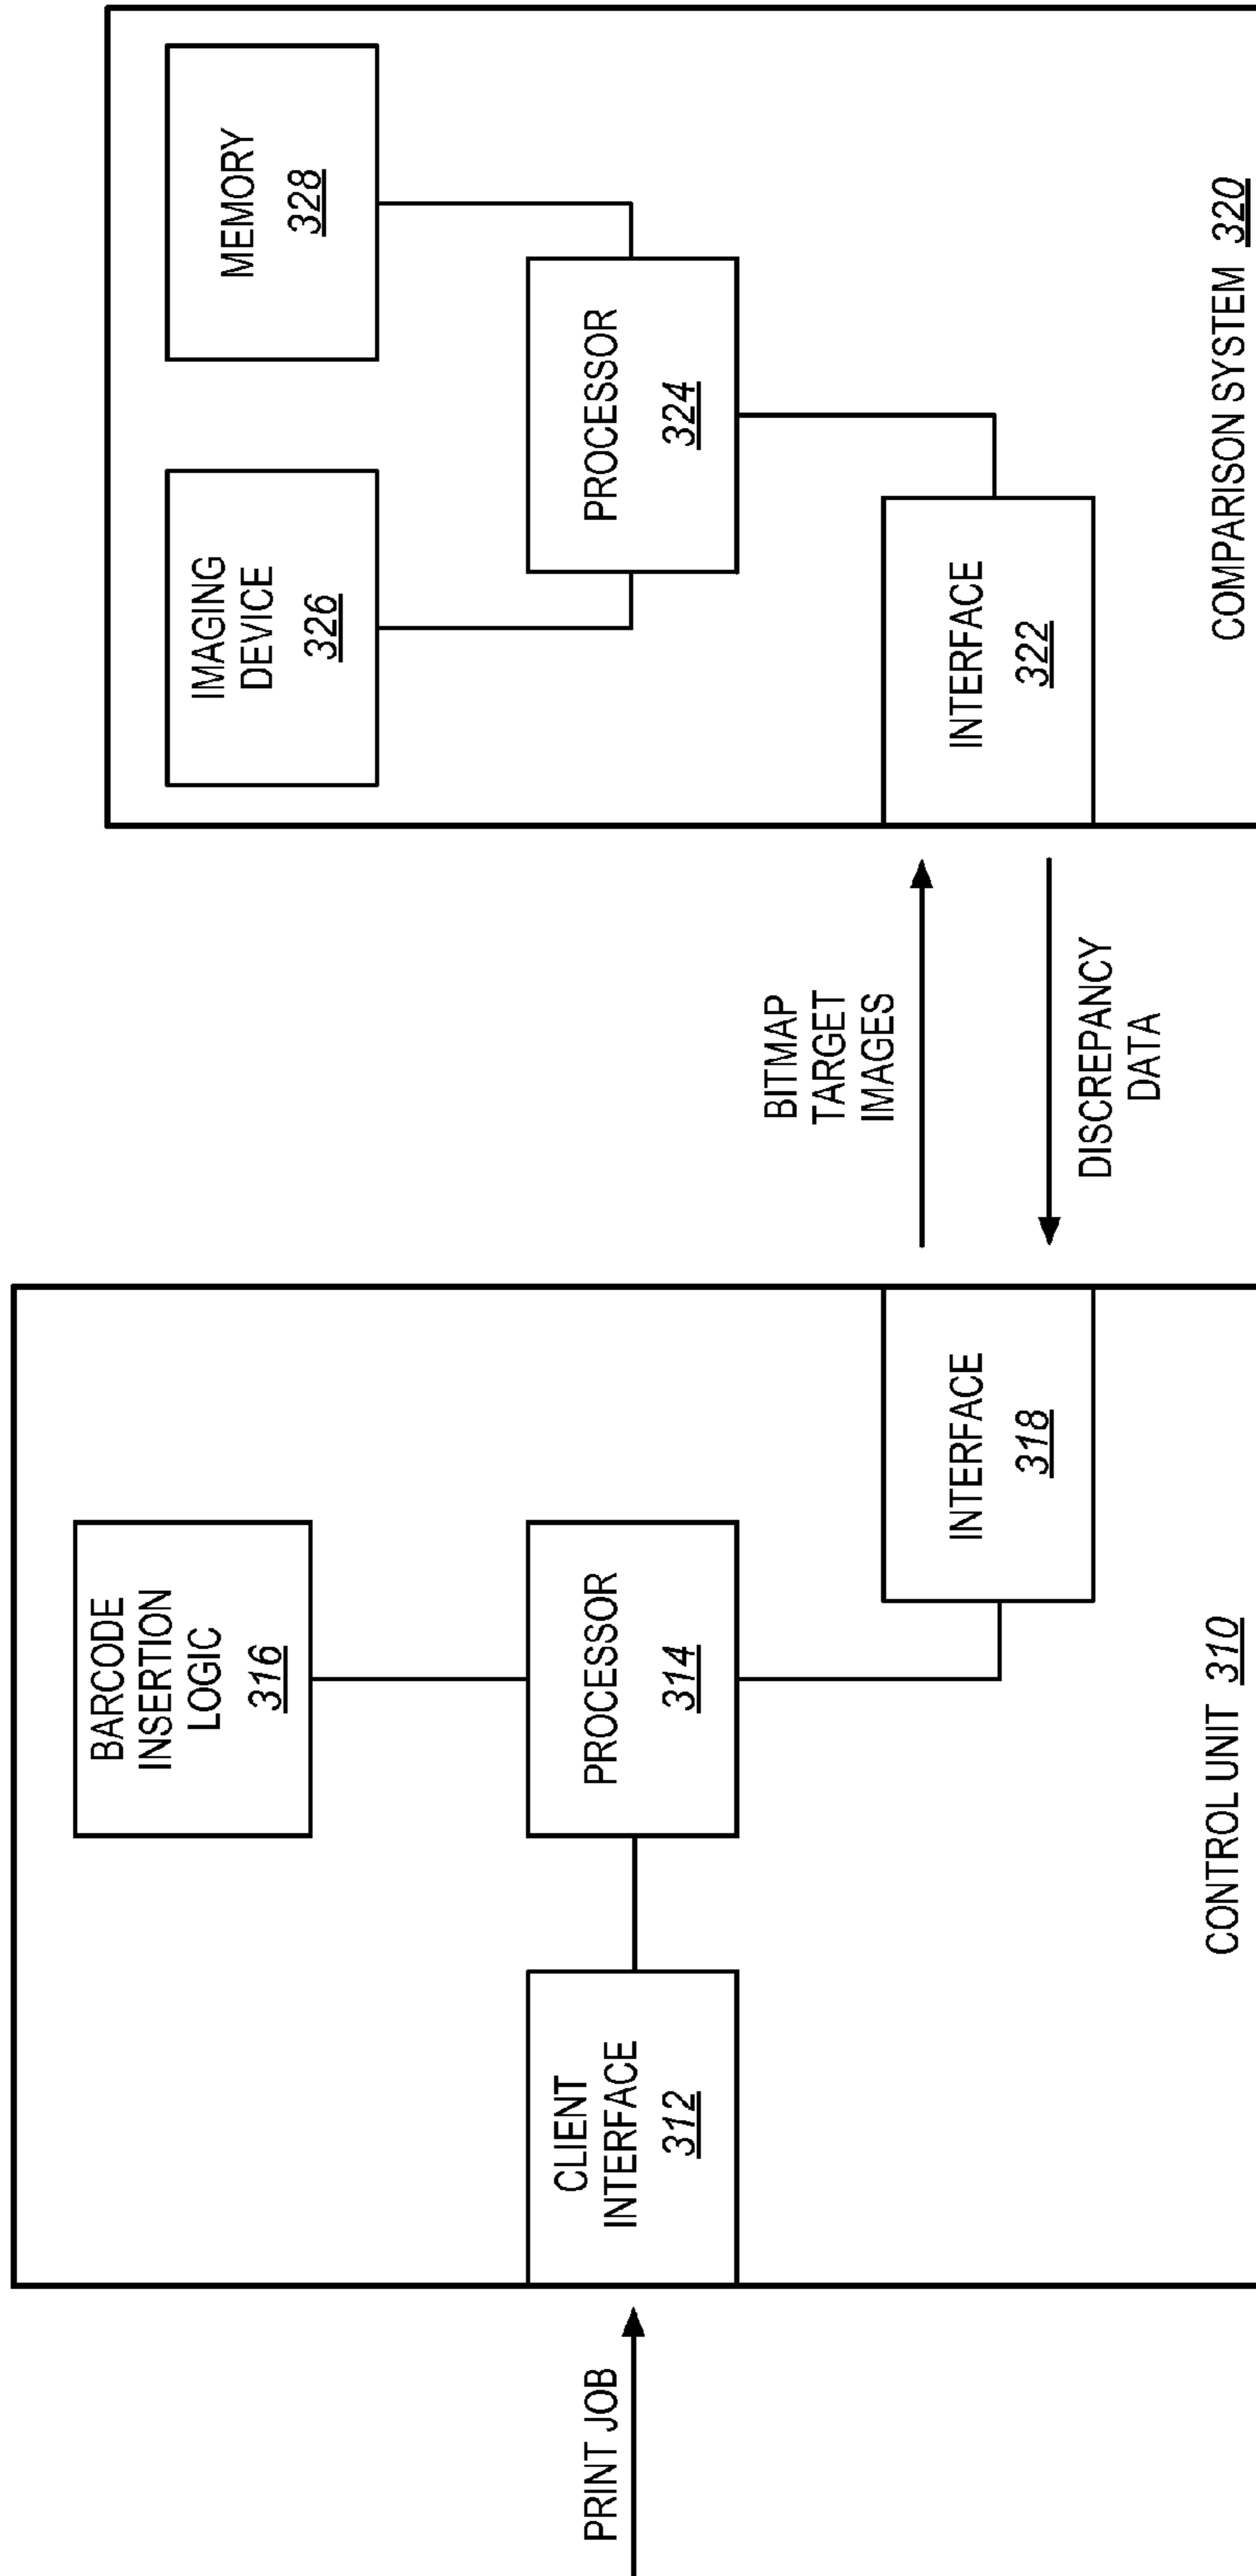 PRINT JOB
CLIENT
INTERFACE
312
BARCODE
INSERTION
LOGIC
316
PROCESSOR
314
INTERFACE
318
CONTROL UNIT 310
BITMAP
TARGET
IMAGES
DISCREPANCY
DATA
IMAGING
DEVICE
326
MEMORY
328
PROCESSOR
324
INTERFACE
322
COMPARISON SYSTEM 320